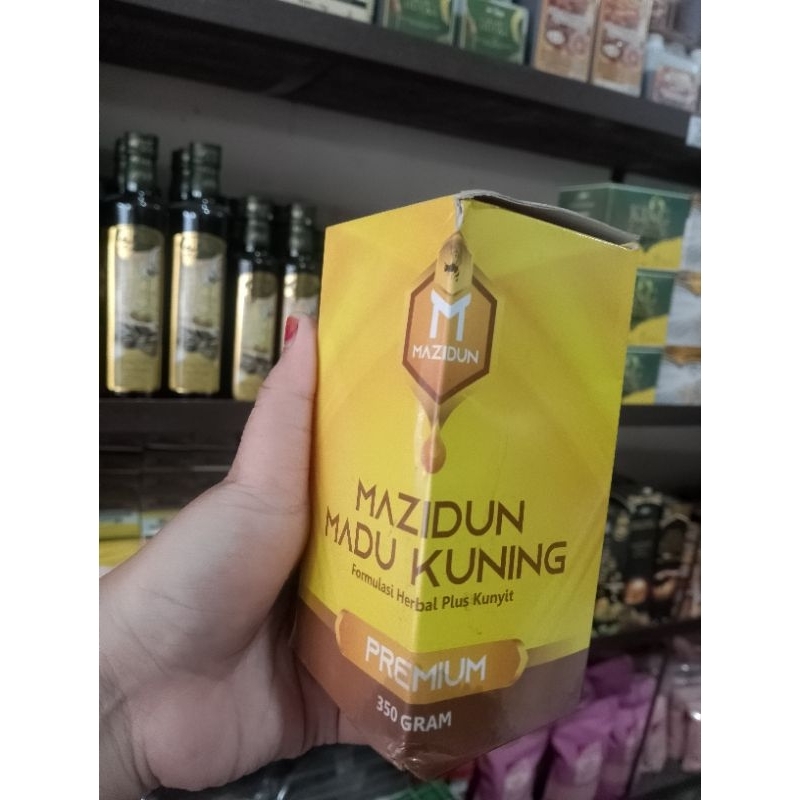 M
MAZIDUN
MAZIDUN
MADU KUNING
Formulasi Herbal Plus Kunyit
PREMIUM
350 GRAM